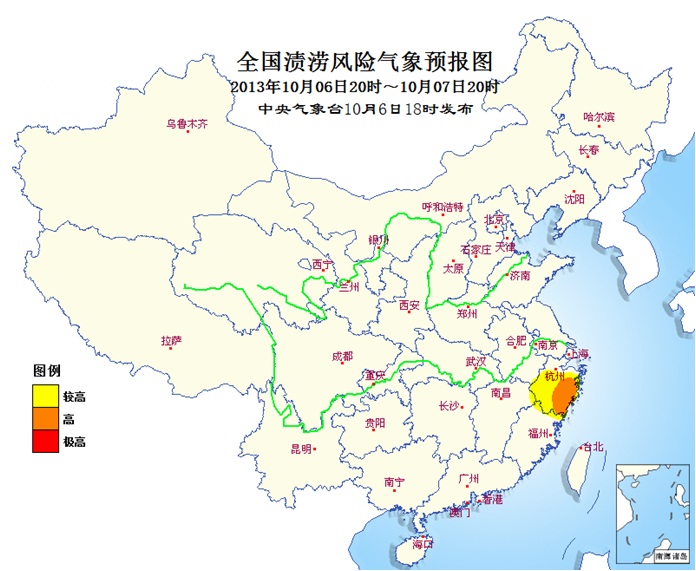 全国渍涝风险气象预报图
2013年10月06日20时～10月07日20时
中央气象台10月6日18时发布
乌鲁木齐
哈尔滨
长春
沈阳
呼和浩特
北京
天津
银川
石家庄
太原
西宁
济南
兰州
西安
郑州
拉萨
成都
合肥
南京
上海
武汉
杭州
重庆
南昌
长沙
贵阳
福州
昆明
台北
南宁
广州
香港
澳门
海口
图例
较高
高
极高
南海诸岛